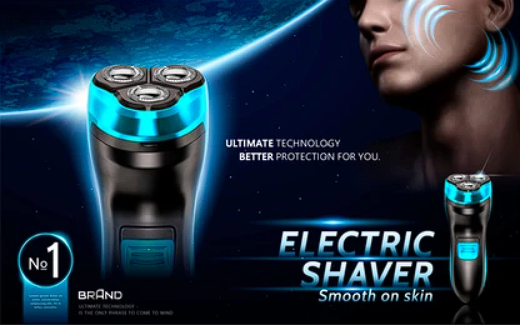 ULTIMATE TECHNOLOGY
BETTER PROTECTION FOR YOU.
ELECTRIC
SHAVER
Smooth on skin
№1
BRAND
ULTIMATE TECHNOLOGY
IS THE ONLY PHRASE TO COME TO MIND